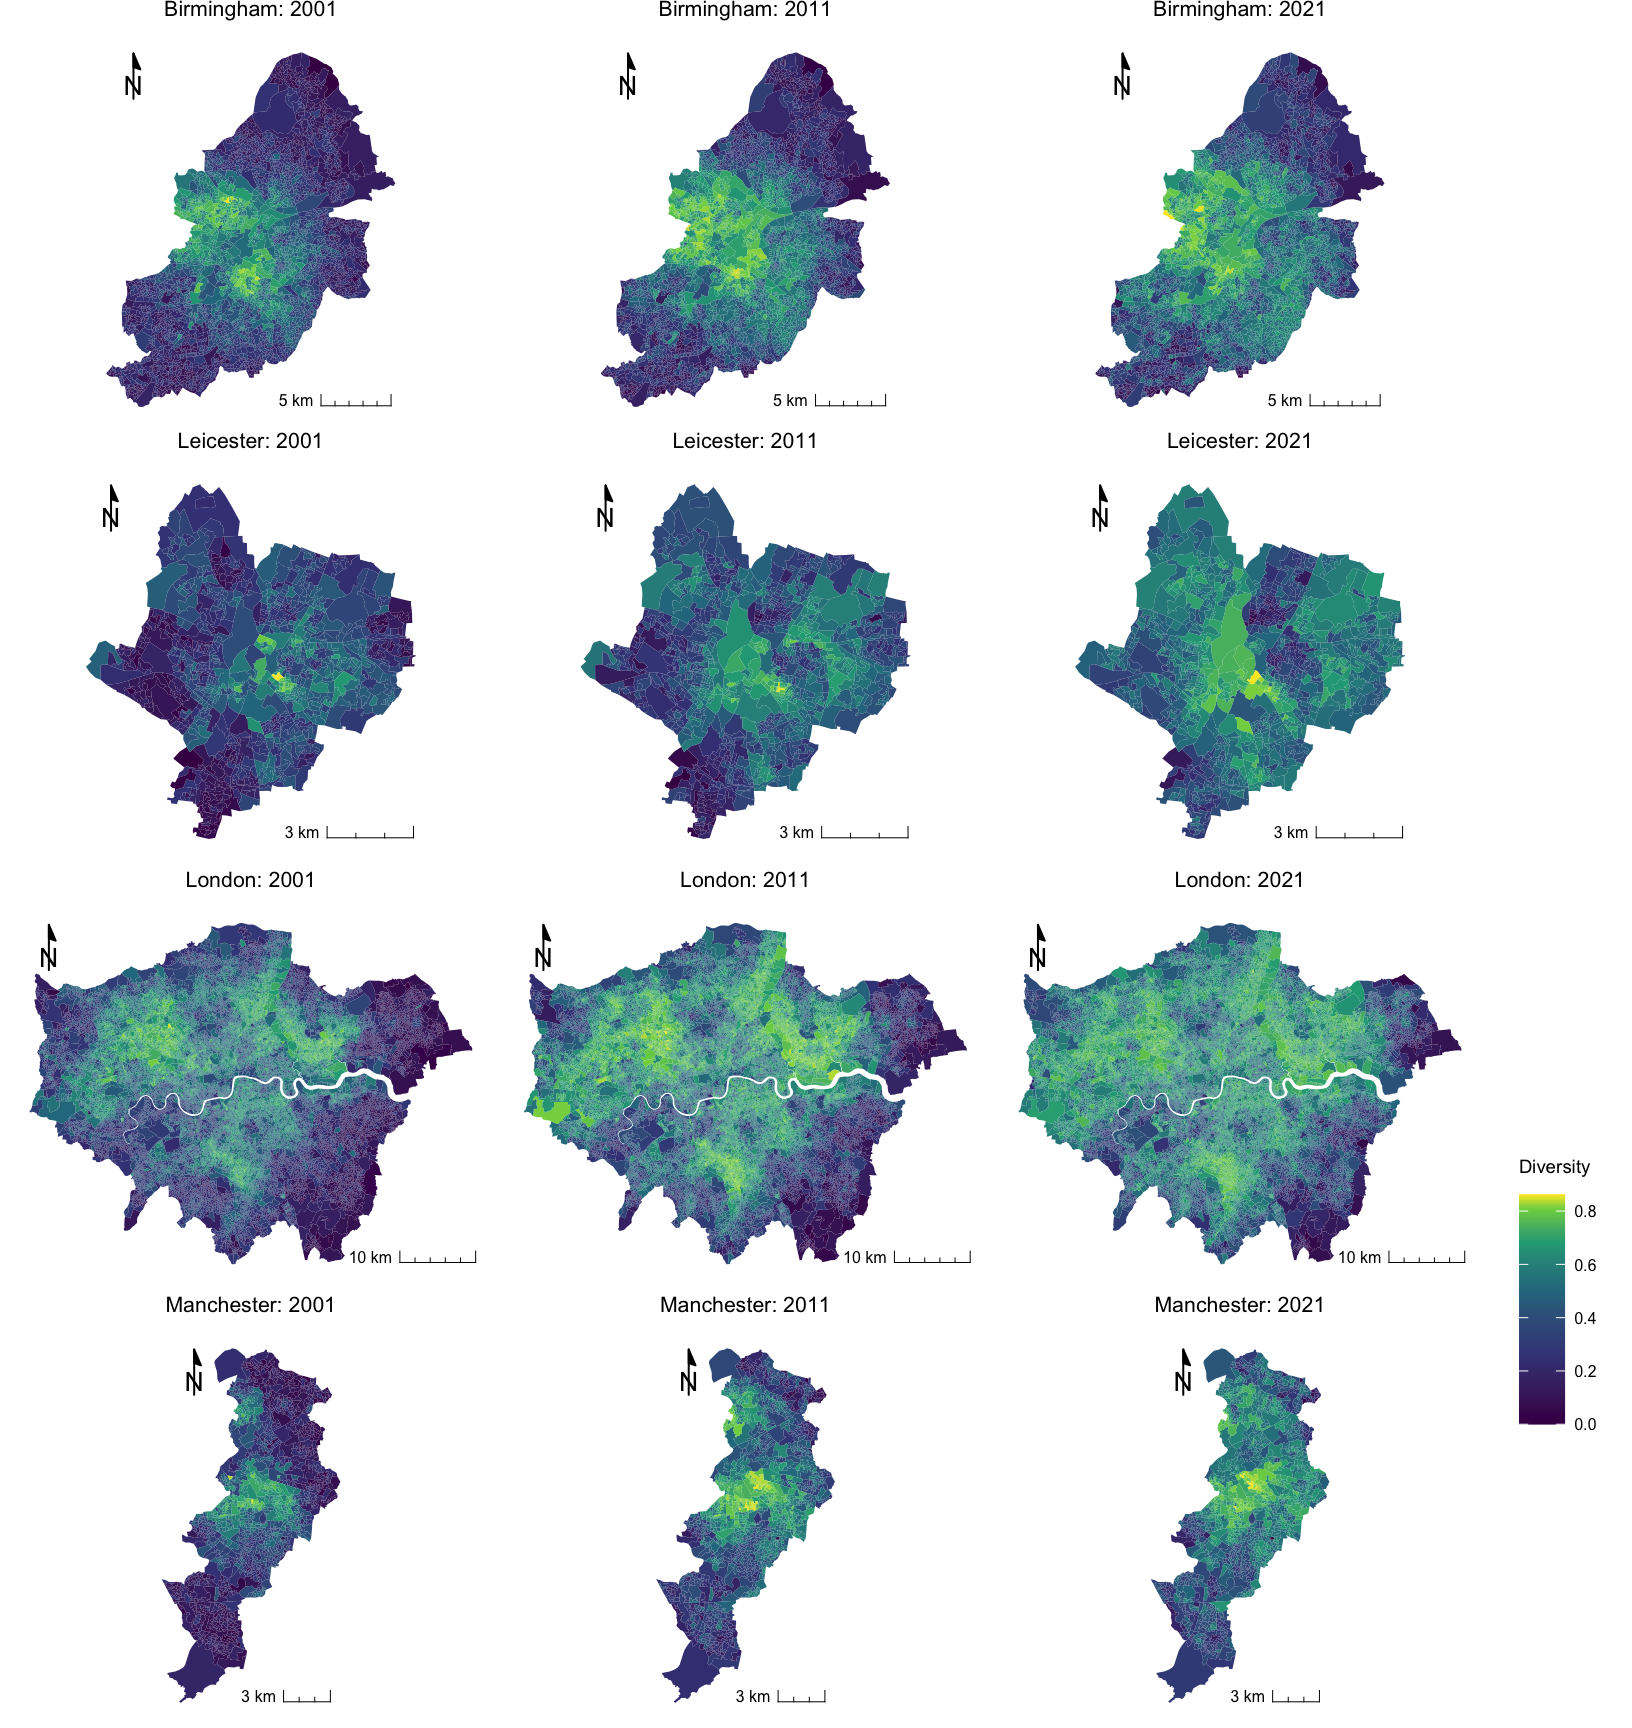 Birmingham: 2001
Birmingham: 2011
Birmingham: 2021
N
N
N
5 km
5 km
5 km
Leicester: 2001
Leicester: 2011
Leicester: 2021
N
N
N
3 km
3 km
3 km
London: 2001
London: 2011
London: 2021
N
N
N
10 km
10 km
10 km
Diversity
0.8
0.6
0.4
0.2
0.0
Manchester: 2001
Manchester: 2011
Manchester: 2021
N
N
N
3 km
3 km
3 km